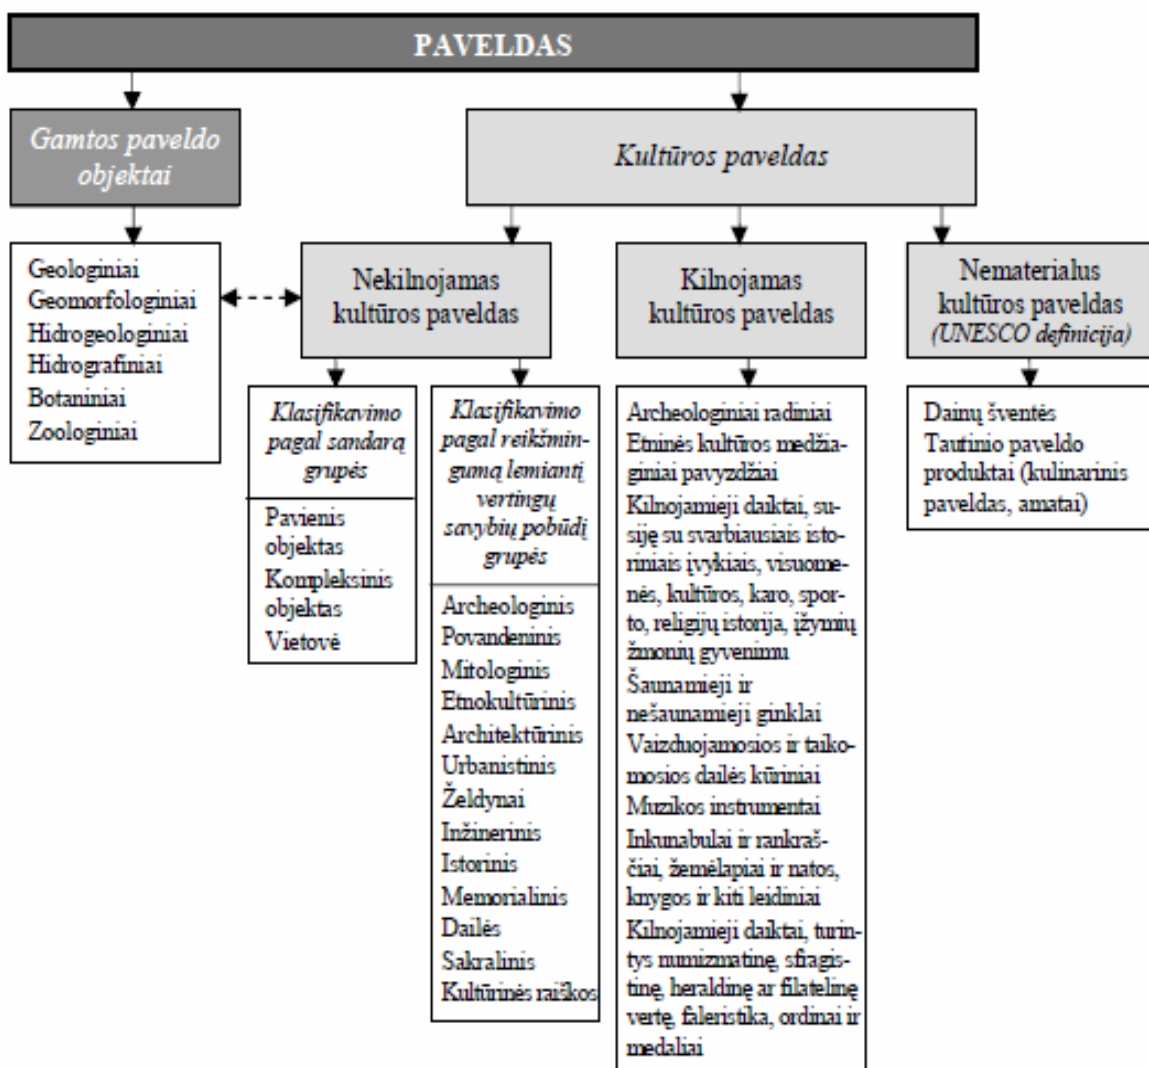 PAVELDAS
Gamtos paveldo
objektai
Kultūros paveldas
Geologiniai
Geomorfologiniai
Hidrogeologiniai
Hidrografiniai
Botaniniai
Zoologiniai
Nekilnojamas
kultūros paveldas
Kilnojamas
kultūros paveldas
Nematerialus
kultūros paveldas
(UNESCO definicija)
Klasifikavimo
pagal sandarą
grupės
Pavienis
objektas
Kompleksinis
objektas
Vietovė
Klasifikavimo
pagal reikšmin-
gumą lemiantį
vertingų
savybių pobūdį
grupės
Archeologinis
Povandeninis
Mitologinis
Etnokultūrinis
Architektūrinis
Urbanistinis
Želdynai
Inžinerinis
Istorinis
Memorialinis
Dailės
Sakralinis
Kultūrinės raiškos
Archeologiniai radiniai
Etninės kultūros medžia-
giniai pavyzdžiai
Kilnojamieji daiktai, su-
siję su svarbiausiais isto-
riniais įvykiais, visuome-
nės, kultūros, karo, spor-
to, religijų istorija, įžymių
žmonių gyvenimu
Šaunamieji ir
nešaunamieji ginklai
Vaizduojamosios ir taiko-
mosios dailės kūriniai
Muzikos instrumentai
Inkunabulai ir rankraš-
čiai, žemėlapiai ir natos,
knygos ir kiti leidiniai
Kilnojamieji daiktai, turin-
tys numizmatinę, sfragis-
tinę, heraldinę ar filatelinę
vertę, faleristika, ordinai ir
medaliai
Dainų šventės
Tautinio paveldo
produktai (kulinarinis
paveldas, amatai)